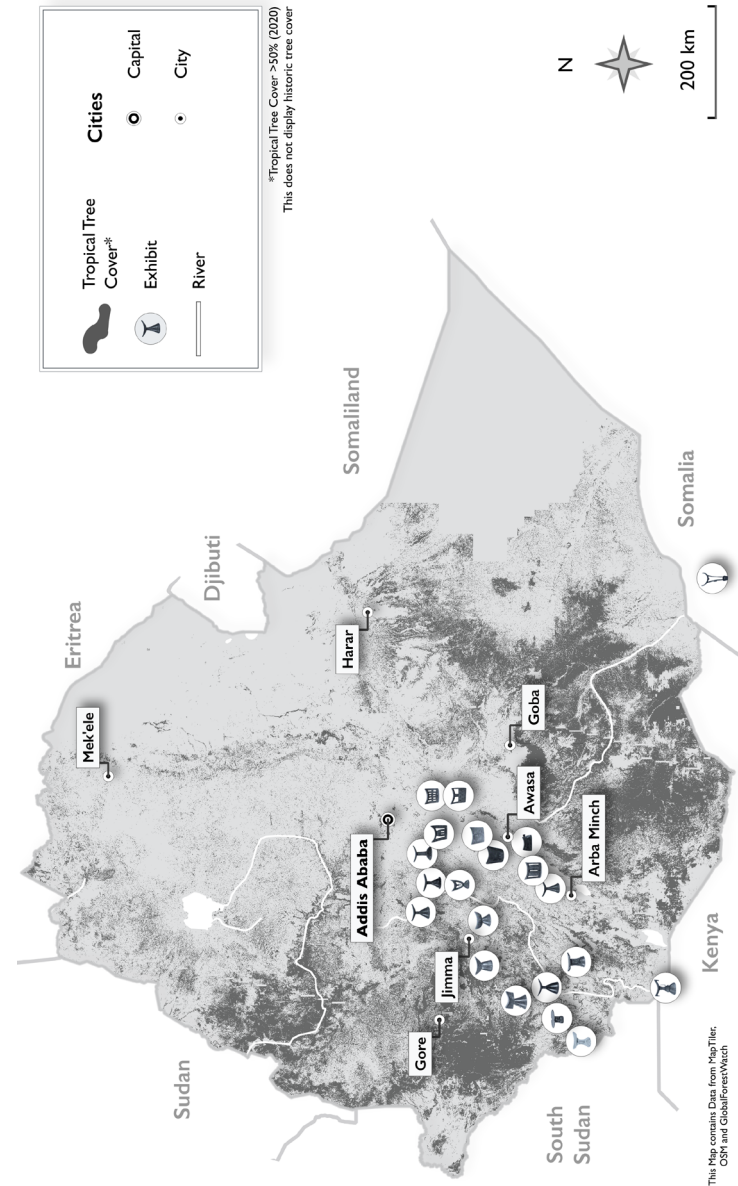 Tropical Tree
Cover*
Exhibit
River
Cities
Capital
City
*Tropical Tree Cover >50% (2020)
This does not display historic tree cover
N
200 km
Eritrea
Djibuti
Somaliland
Somalia
Kenya
South
Sudan
Sudan
Mek'ele
Harar
Addis Ababa
Goba
Awasa
Arba Minch
Jimma
Gore
This Map contains Data from MapTiler,
OSM and GlobalForestWatch